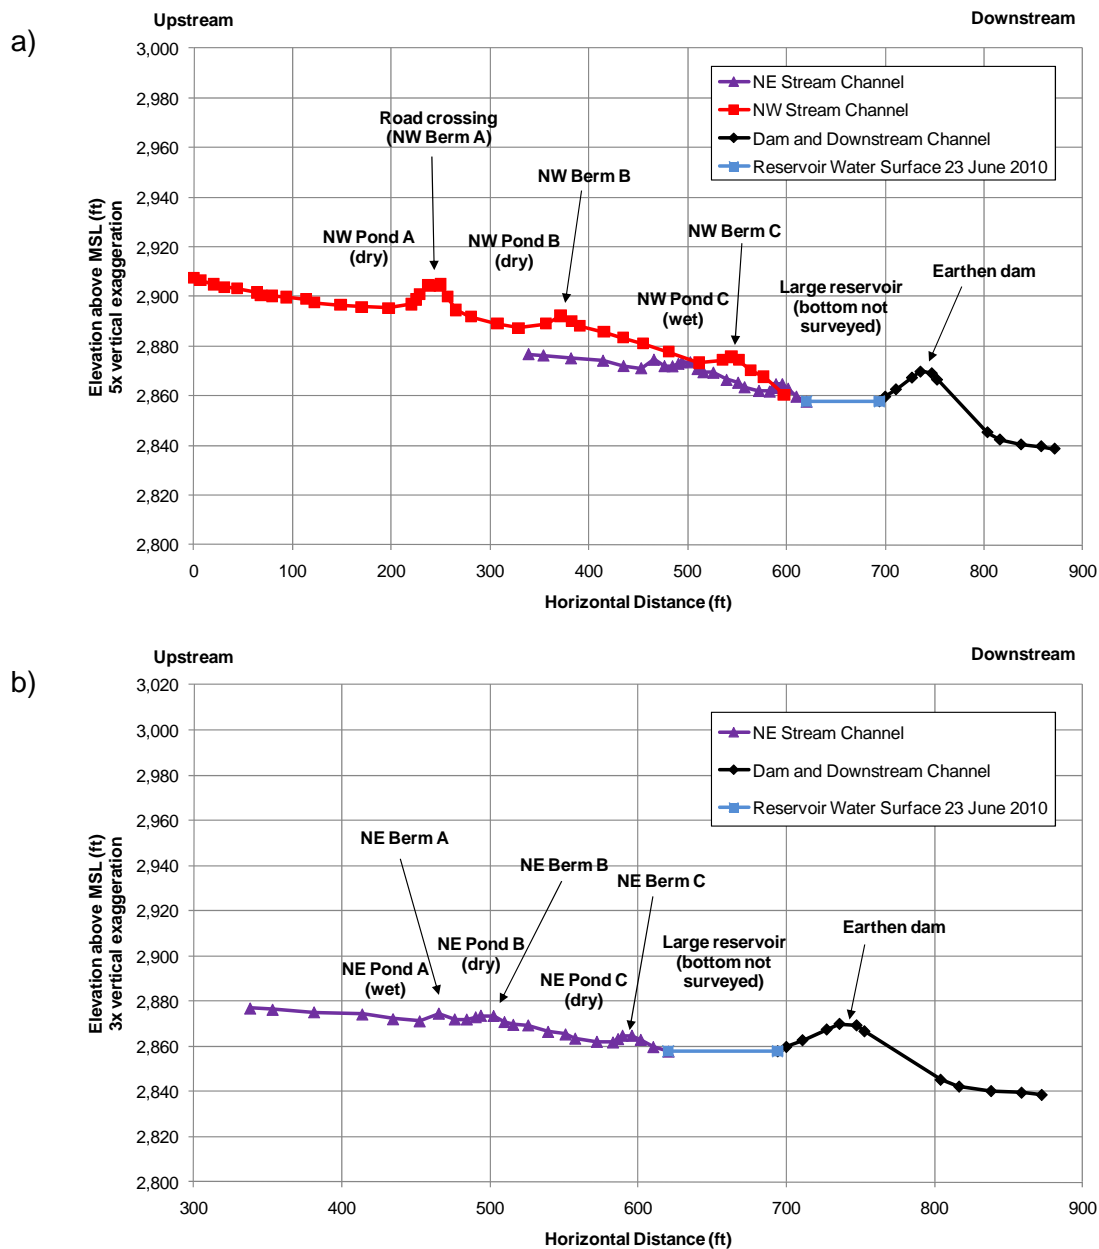 a)
Upstream
Downstream
3,000
2,980
2,960
2,940
2,920
2,900
2,880
2,860
2,840
2,820
2,800
Elevation above MSL (ft)
5x vertical exaggeration
NE Stream Channel
NW Stream Channel
Dam and Downstream Channel
Reservoir Water Surface 23 June 2010
Road crossing
(NW Berm A)
NW Berm B
NW Pond A
(dry)
NW Pond B
(dry)
NW Berm C
NW Pond C
(wet)
Large reservoir
(bottom not
surveyed)
Earthen dam
0
100
200
300
400
500
600
700
800
900
Horizontal Distance (ft)
b)
Upstream
Downstream
3,020
3,000
2,980
2,960
2,940
2,920
2,900
2,880
2,860
2,840
2,820
2,800
Elevation above MSL (ft)
3x vertical exaggeration
NE Stream Channel
Dam and Downstream Channel
Reservoir Water Surface 23 June 2010
NE Berm A
NE Berm B
NE Berm C
NE Pond A
(wet)
NE Pond B
(dry)
NE Pond C
(dry)
Large reservoir
(bottom not
surveyed)
Earthen dam
300
400
500
600
700
800
900
Horizontal Distance (ft)